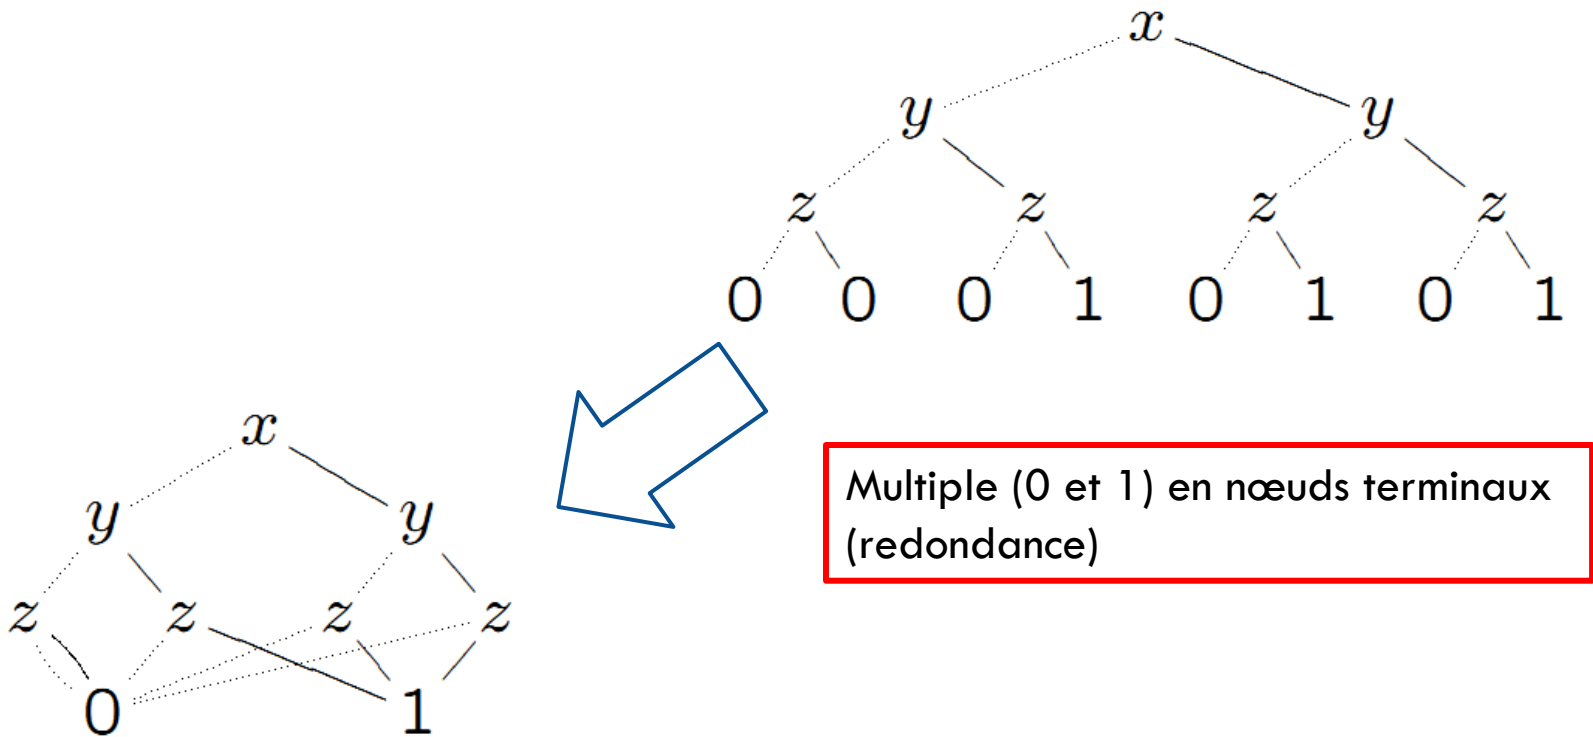 x
y y
z z z z
0 0 0 1 0 1 0 1
Multiple (0 et 1) en nœuds terminaux
(redondance)
x
y y
z z z z
0 1